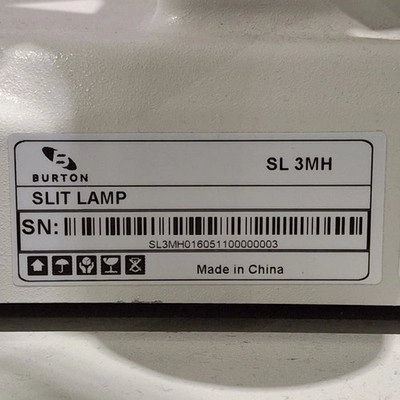 BURTON
SL 3MH
SLIT LAMP
SN:
SL3MH016051100000003
Made in China